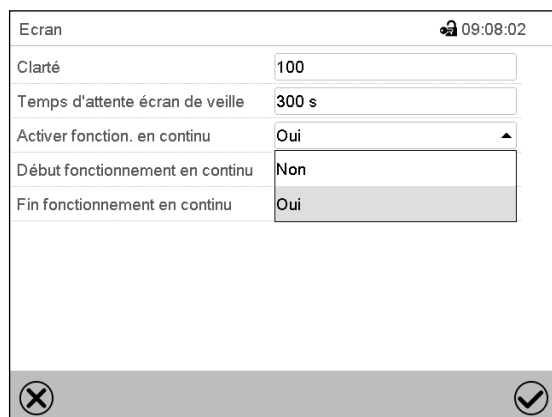 Ecran 09:08:02
Clarté 100
Temps d'attente écran de veille 300 s
Activer fonction. en continu Oui
Début fonctionnement en continu Non
Fin fonctionnement en continu Oui